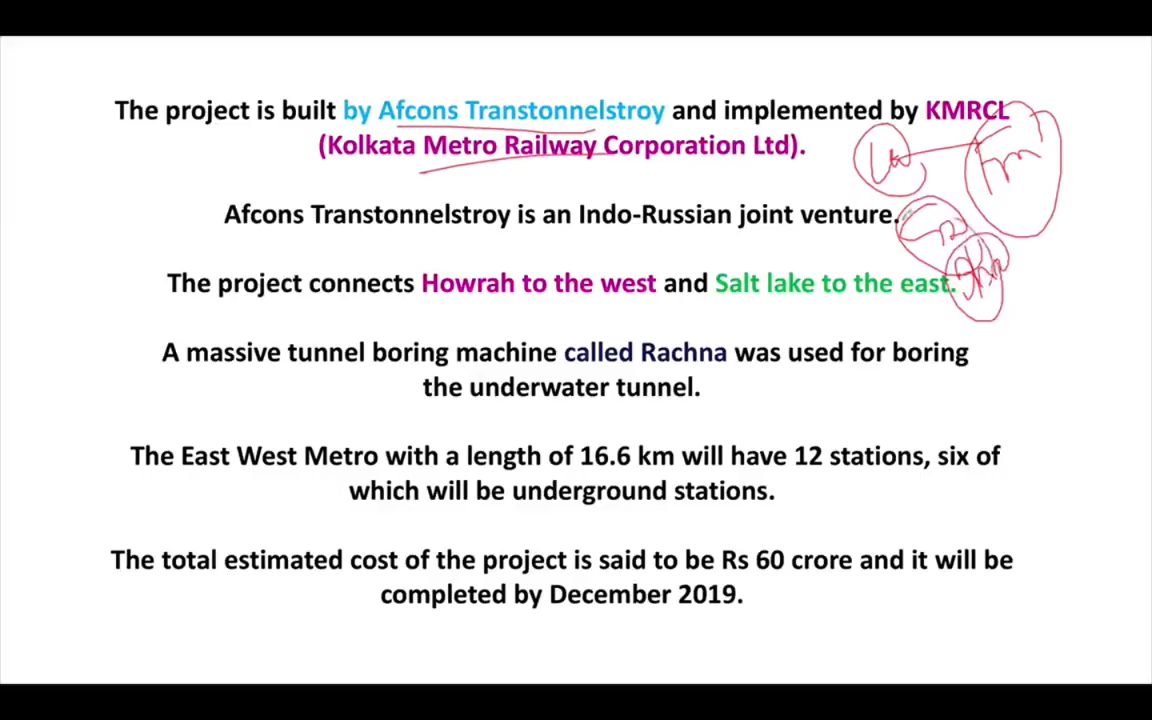 The project is built by Afcons Transtonnelstroy and implemented by KMRCL
(Kolkata Metro Railway Corporation Ltd).
Afcons Transtonnelstroy is an Indo-Russian joint venture.
The project connects Howrah to the west and Salt lake to the east.
A massive tunnel boring machine called Rachna was used for boring
the underwater tunnel.
The East West Metro with a length of 16.6 km will have 12 stations, six of
which will be underground stations.
The total estimated cost of the project is said to be Rs 60 crore and it will be
completed by December 2019.